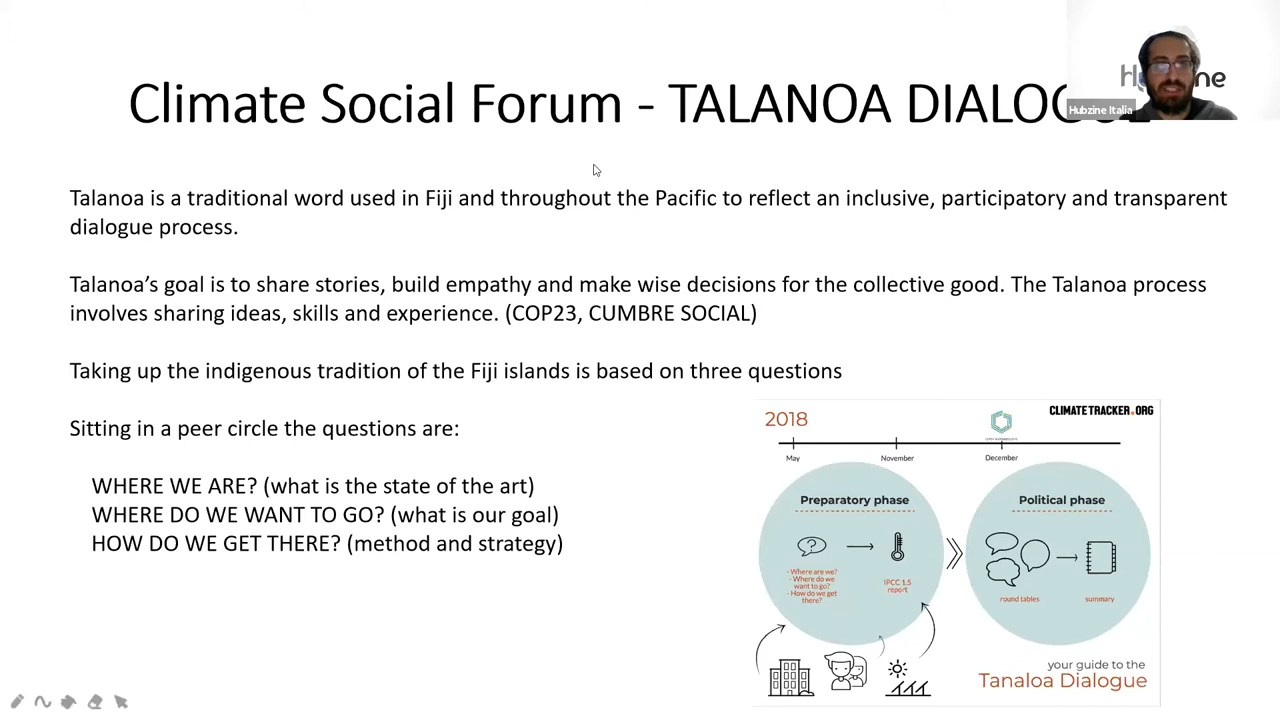 Climate Social Forum - TALANOA DIALOGUE
Hubzine
Hubzine Italia
Talanoa is a traditional word used in Fiji and throughout the Pacific to reflect an inclusive, participatory and transparent
dialogue process.
Talanoa’s goal is to share stories, build empathy and make wise decisions for the collective good. The Talanoa process
involves sharing ideas, skills and experience. (COP23, CUMBRE SOCIAL)
Taking up the indigenous tradition of the Fiji islands is based on three questions
Sitting in a peer circle the questions are:
WHERE WE ARE? (what is the state of the art)
WHERE DO WE WANT TO GO? (what is our goal)
HOW DO WE GET THERE? (method and strategy)
2018
CLIMATETRACKER.ORG
May
November
December
Preparatory phase
Political phase
?
- Where are we?
- Where do we
want to go?
- How do we get
there?
IPCC 1.5
report
round tables
summary
your guide to the
Tanaloa Dialogue